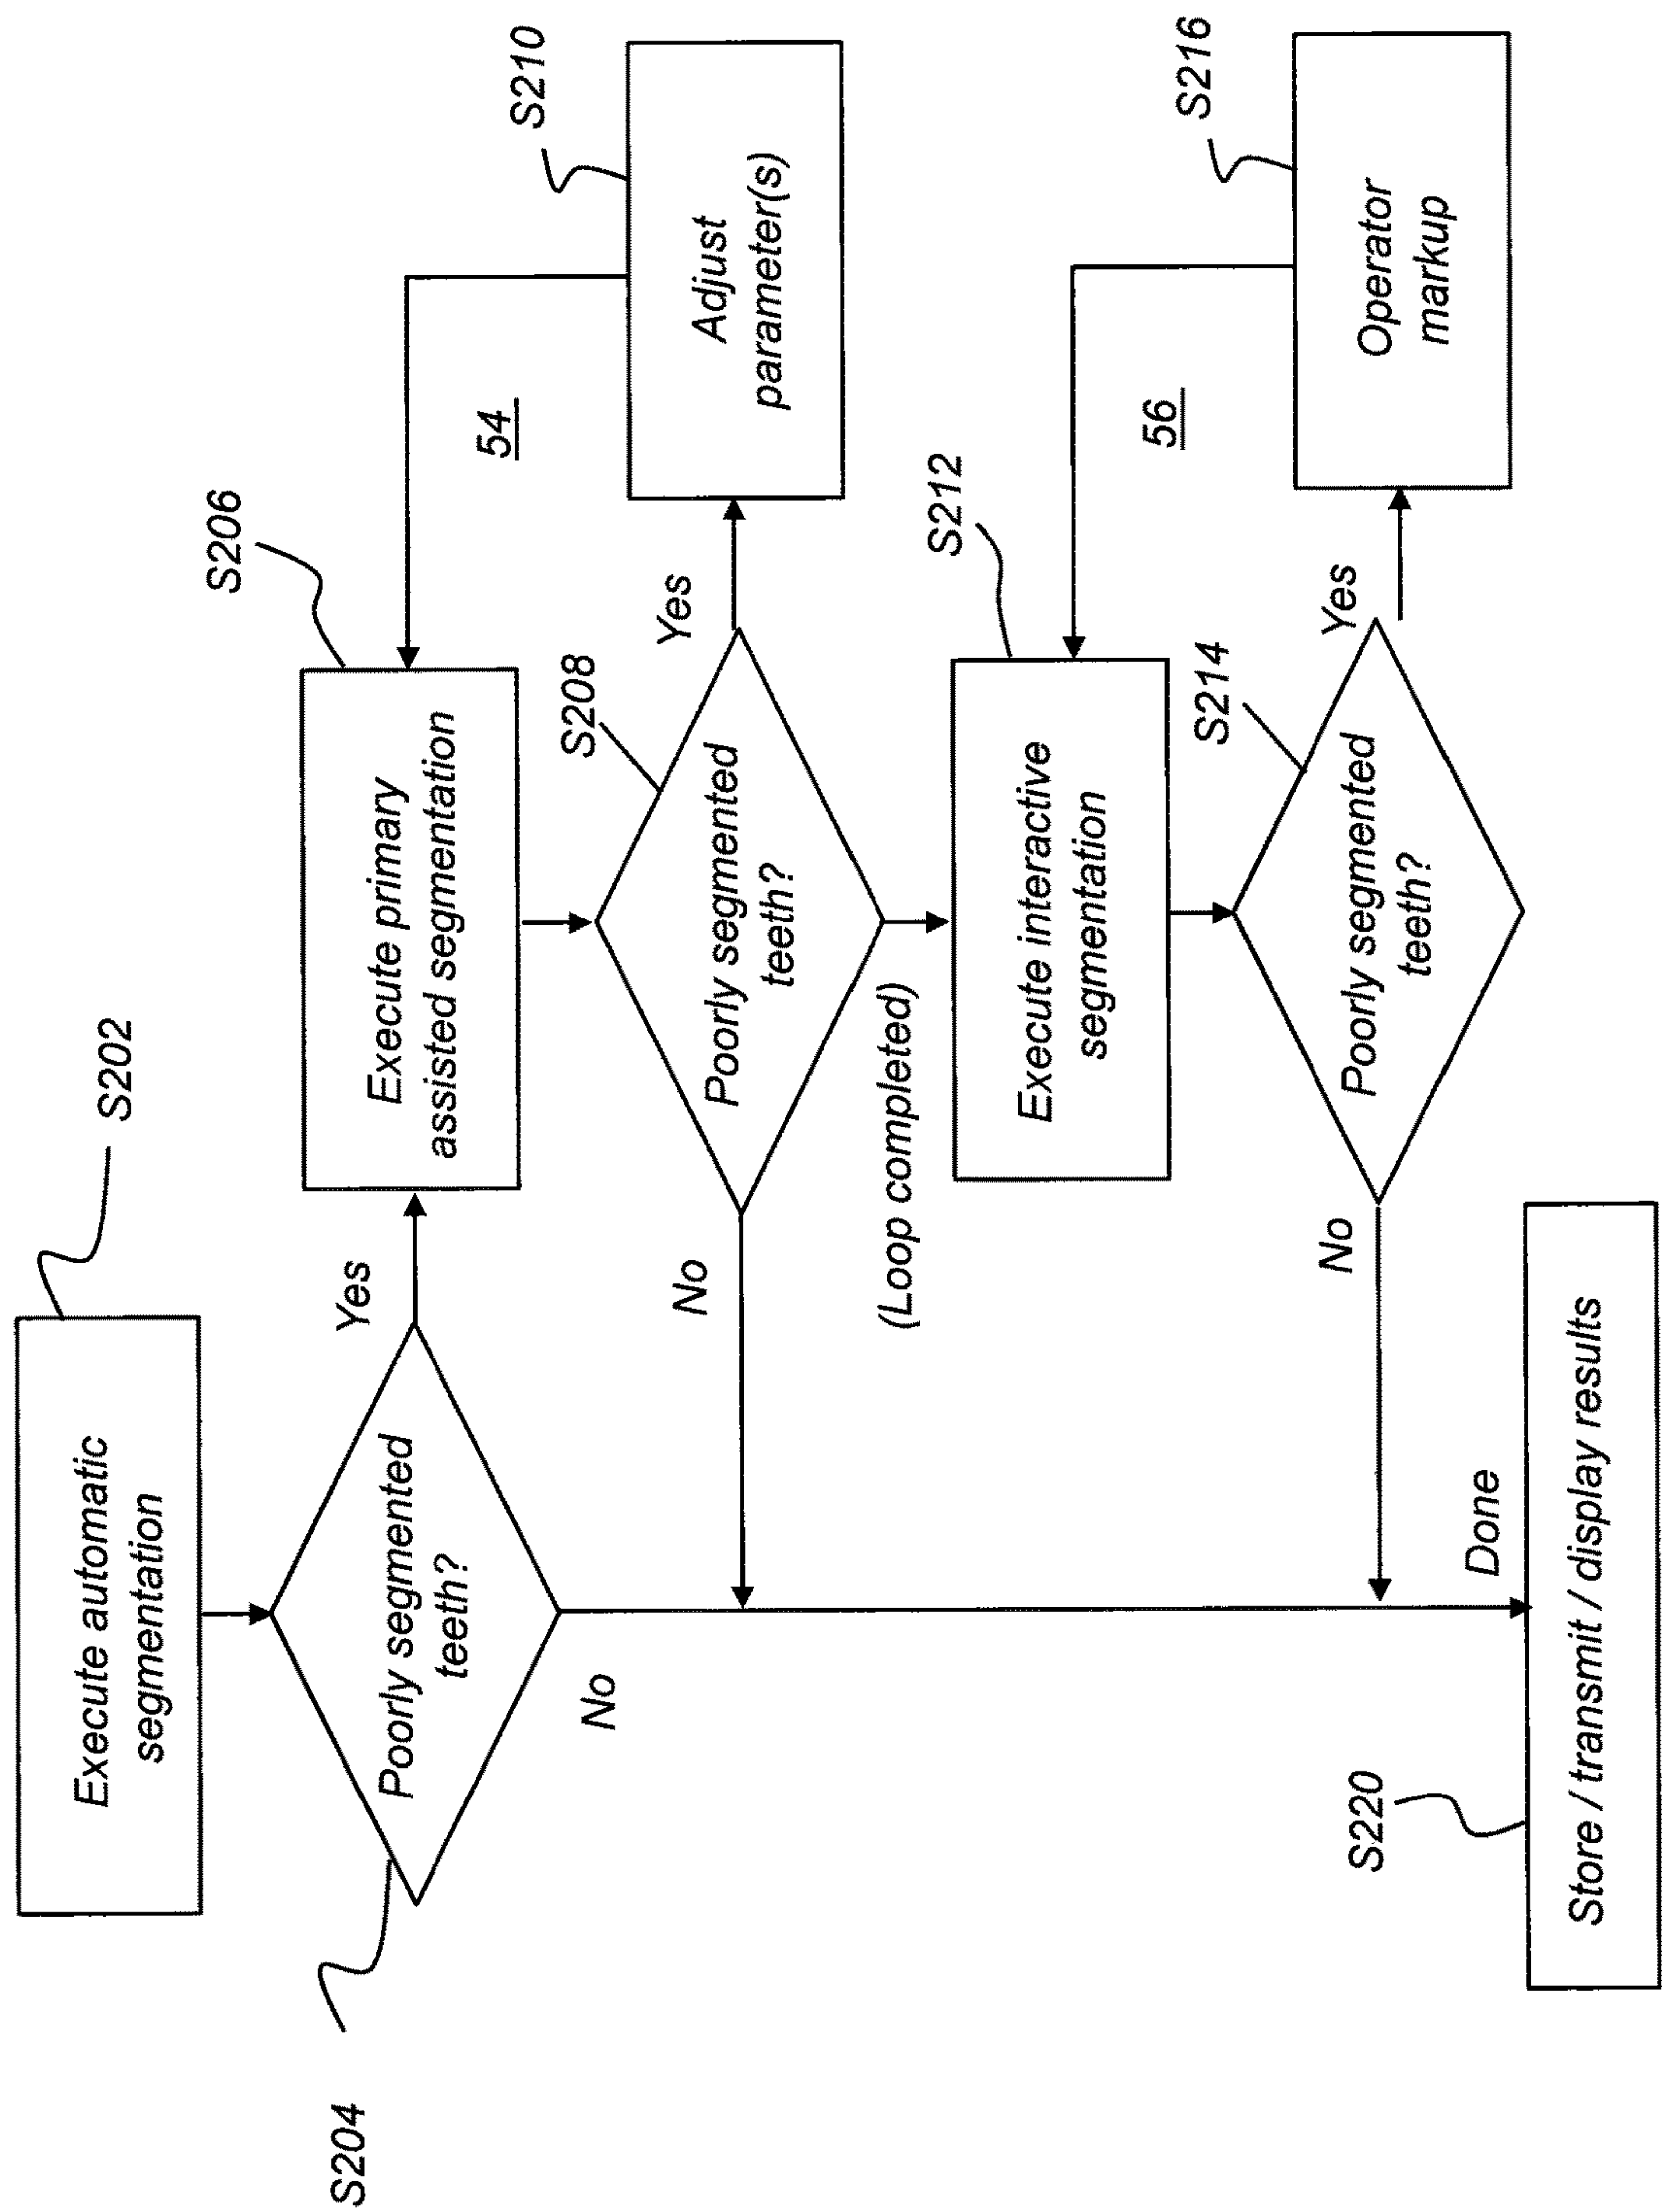 S202
Execute automatic
segmentation
S204
Poorly segmented
teeth?
Yes
No
S206
Execute primary
assisted segmentation
54
S208
Poorly segmented
teeth?
Yes
No
(Loop completed)
S210
Adjust
parameter(s)
S212
Execute interactive
segmentation
56
S214
Poorly segmented
teeth?
Yes
No
S216
Operator
markup
Done
S220
Store / transmit / display results